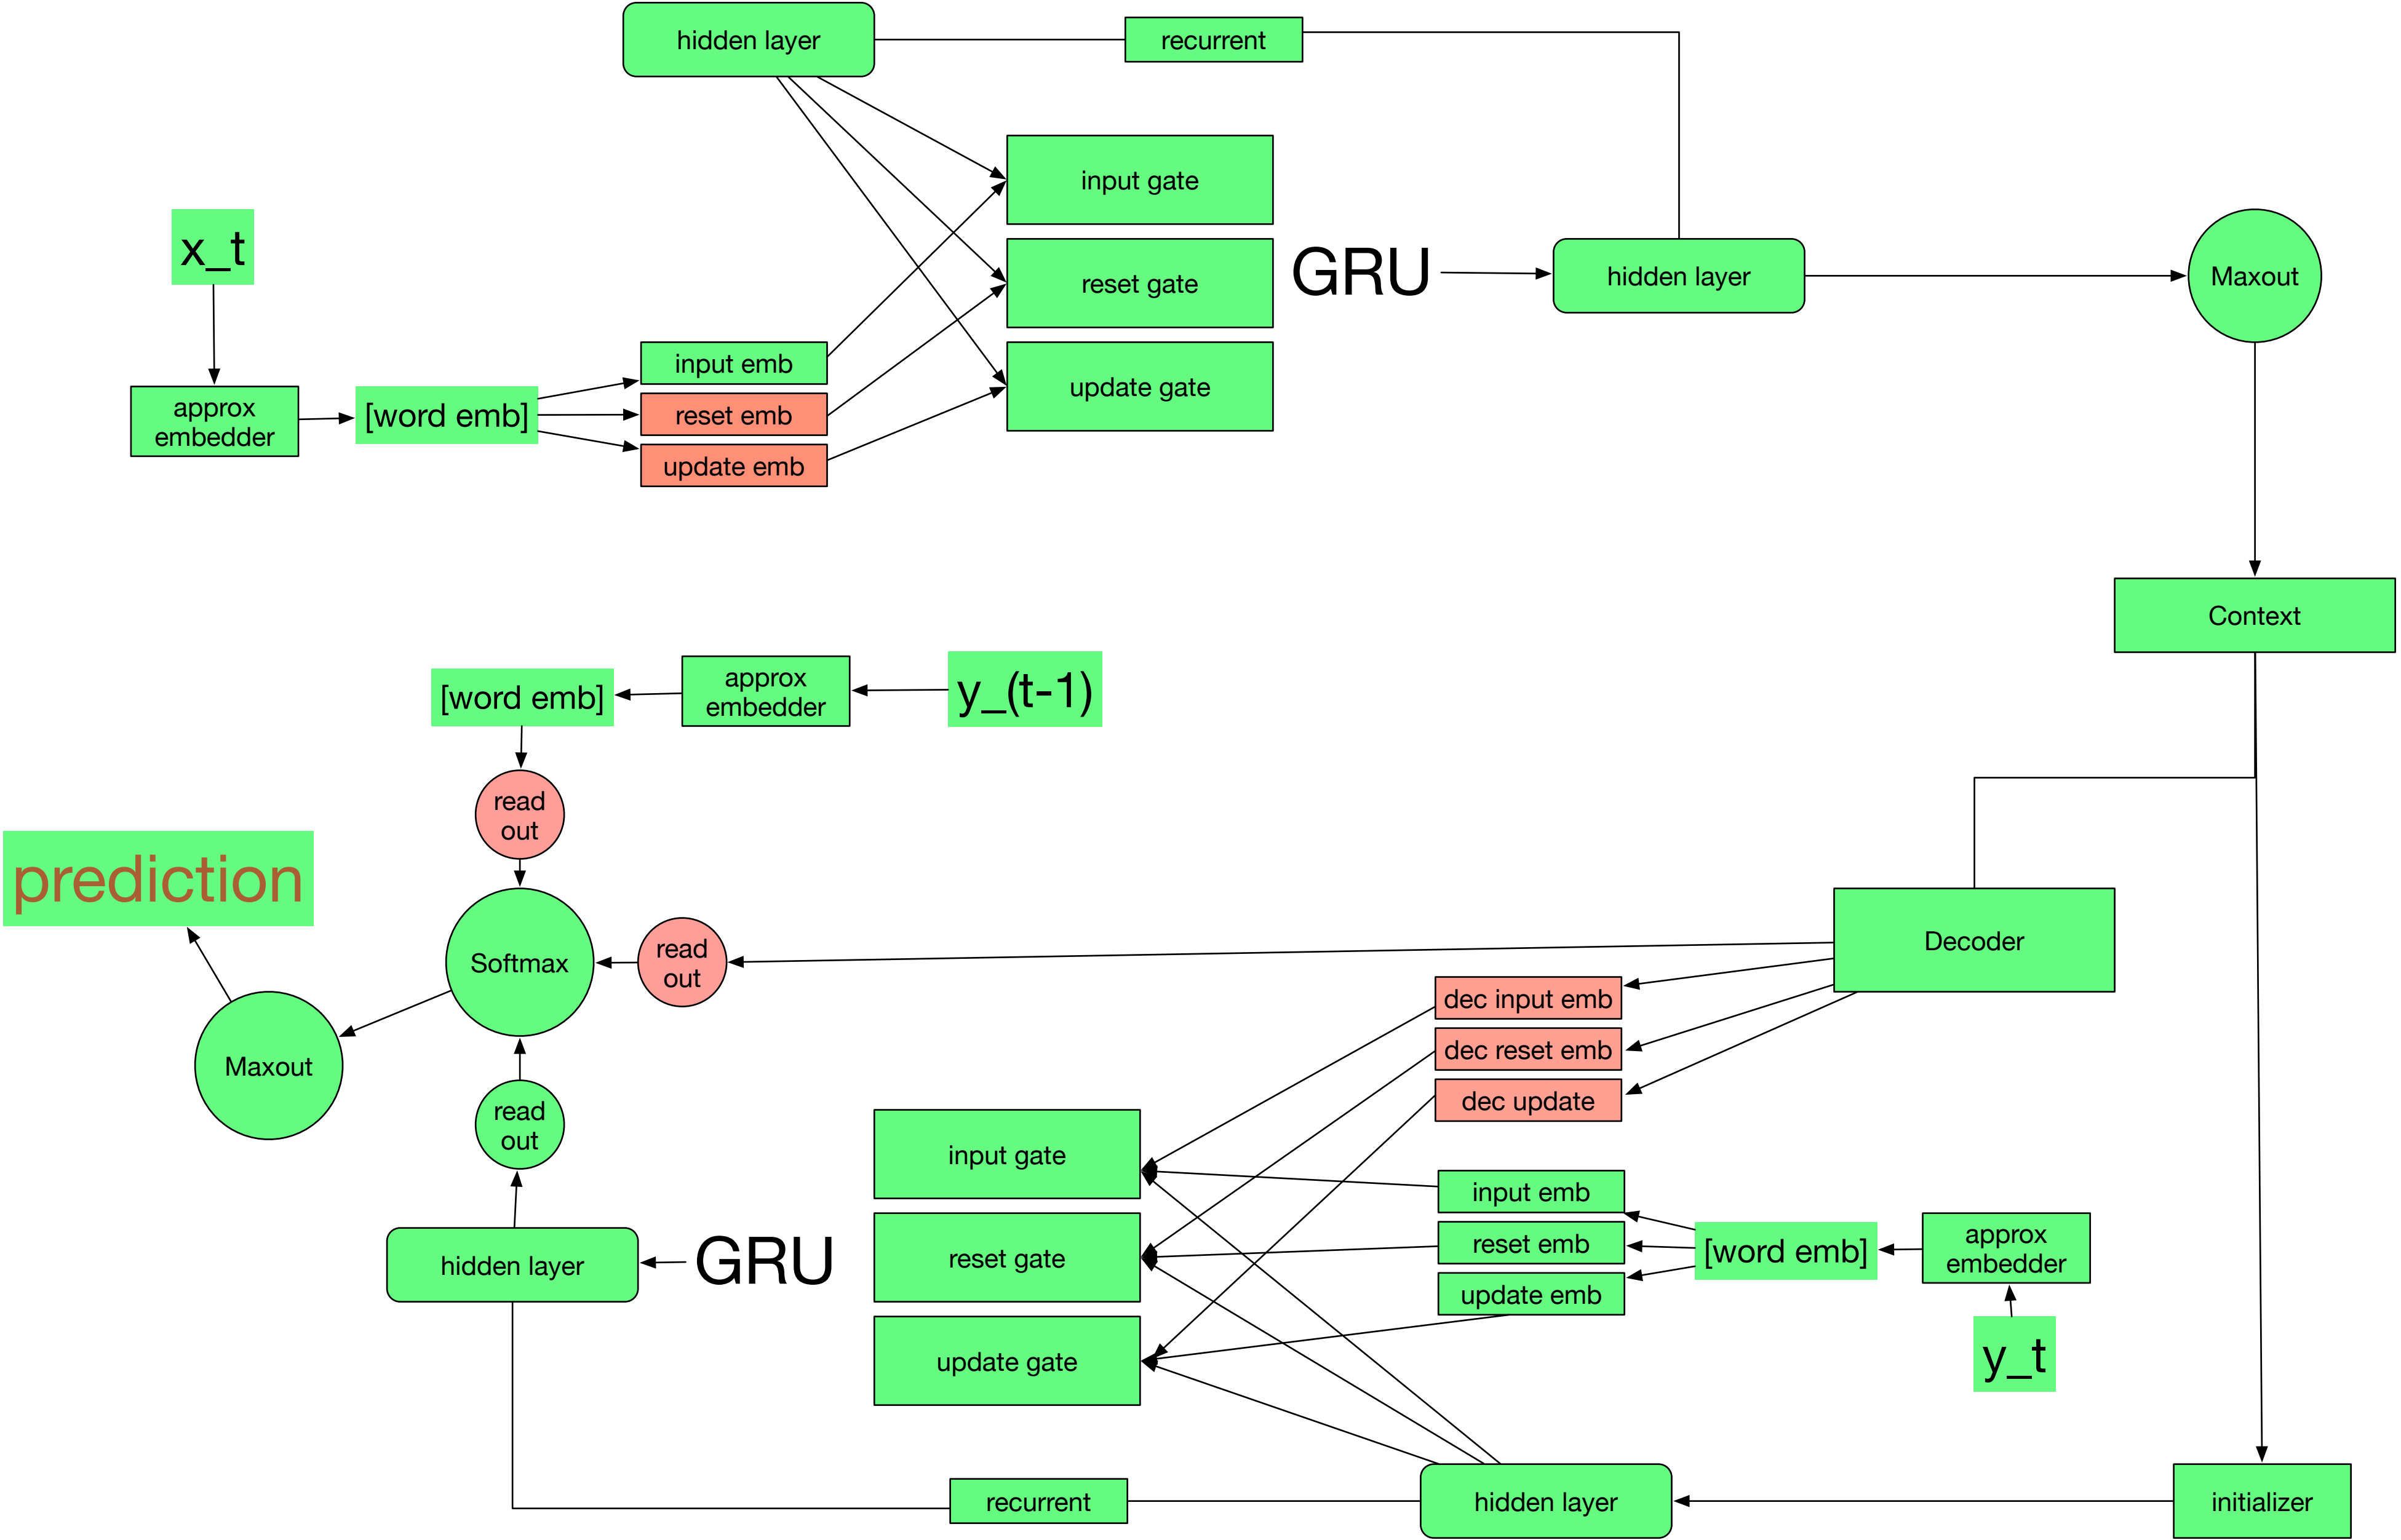 hidden layer
recurrent
input gate
x_t
reset gate
GRU
hidden layer
Maxout
input emb
update gate
approx
embedder
[word emb]
reset emb
update emb
Context
[word emb]
approx
embedder
y_(t-1)
read
out
prediction
Softmax
read
out
Decoder
dec input emb
dec reset emb
dec update
Maxout
read
out
input gate
input emb
reset gate
reset emb
[word emb]
approx
embedder
hidden layer
GRU
update emb
update gate
y_t
recurrent
hidden layer
initializer